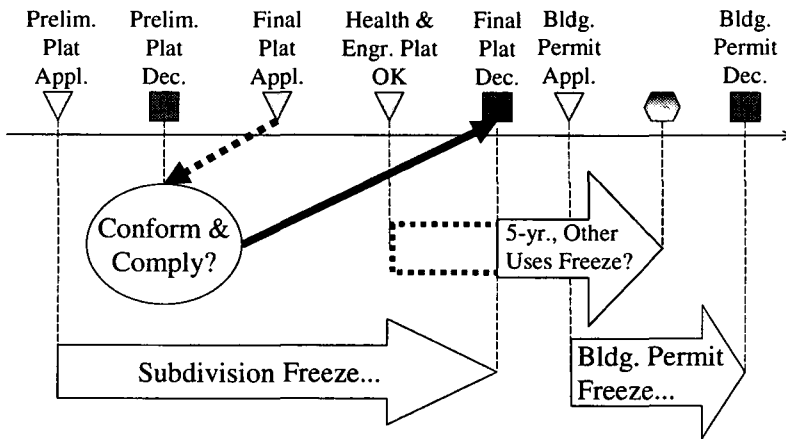 Prelim.
Plat
Appl.
Prelim.
Plat
Dec.
Final
Plat
Appl.
Health &
Engr. Plat
OK
Final
Plat
Dec.
Bldg.
Permit
Appl.
Bldg.
Permit
Dec.
Conform &
Comply?
5-yr., Other
Uses Freeze?
Subdivision Freeze...
Bldg. Permit
Freeze...